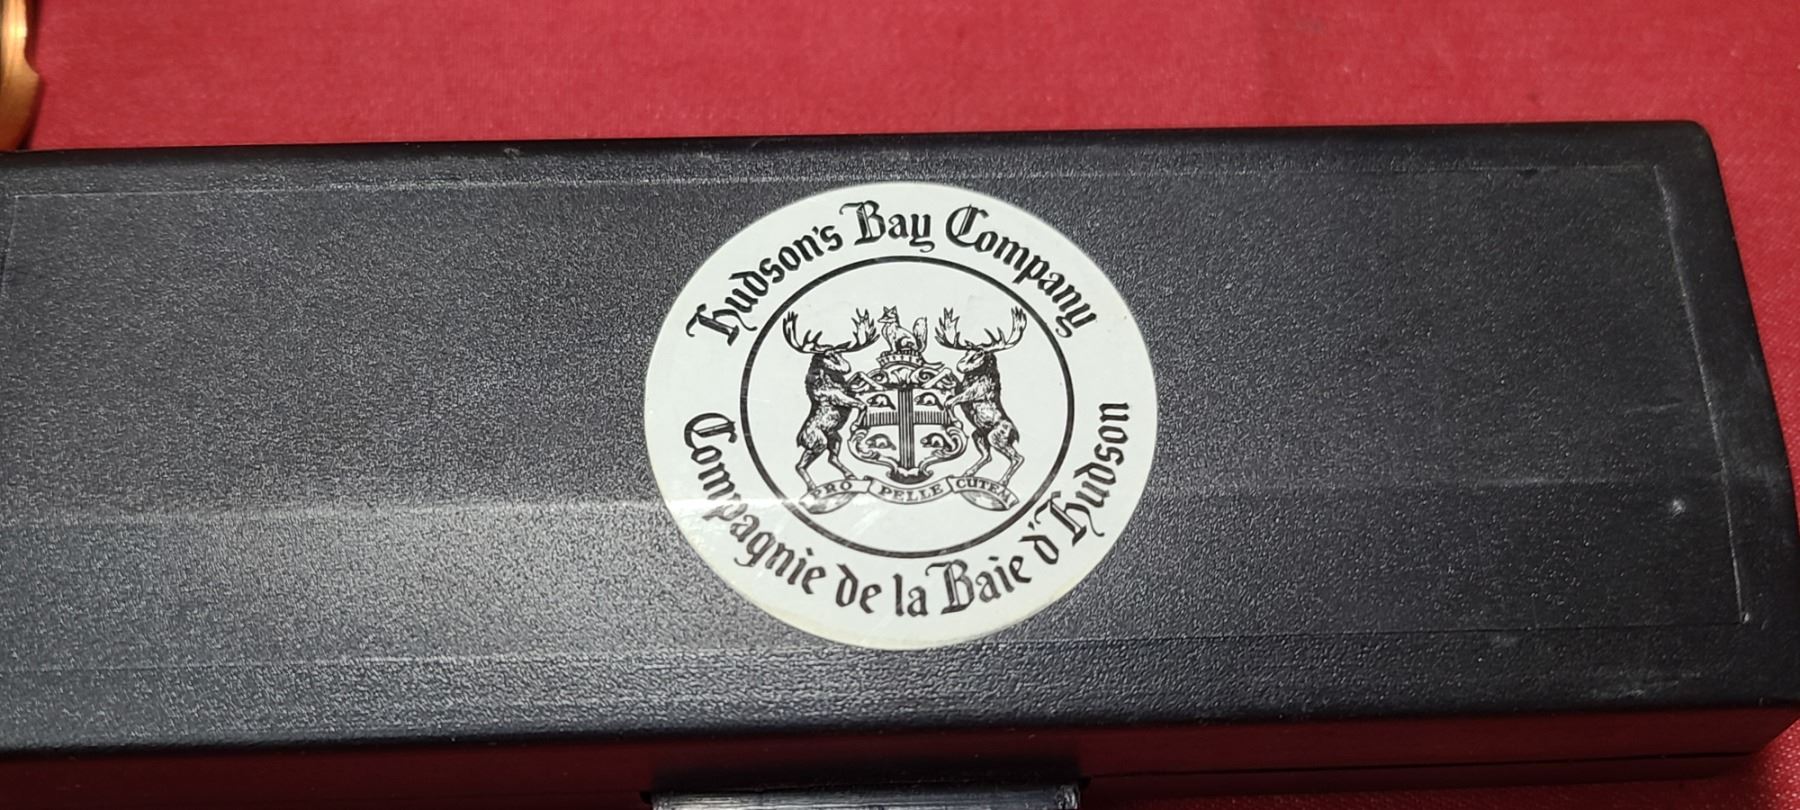 Hudson's Bay Company
PRO PELLE CUTEM
Compagnie de la Baie d'Hudson